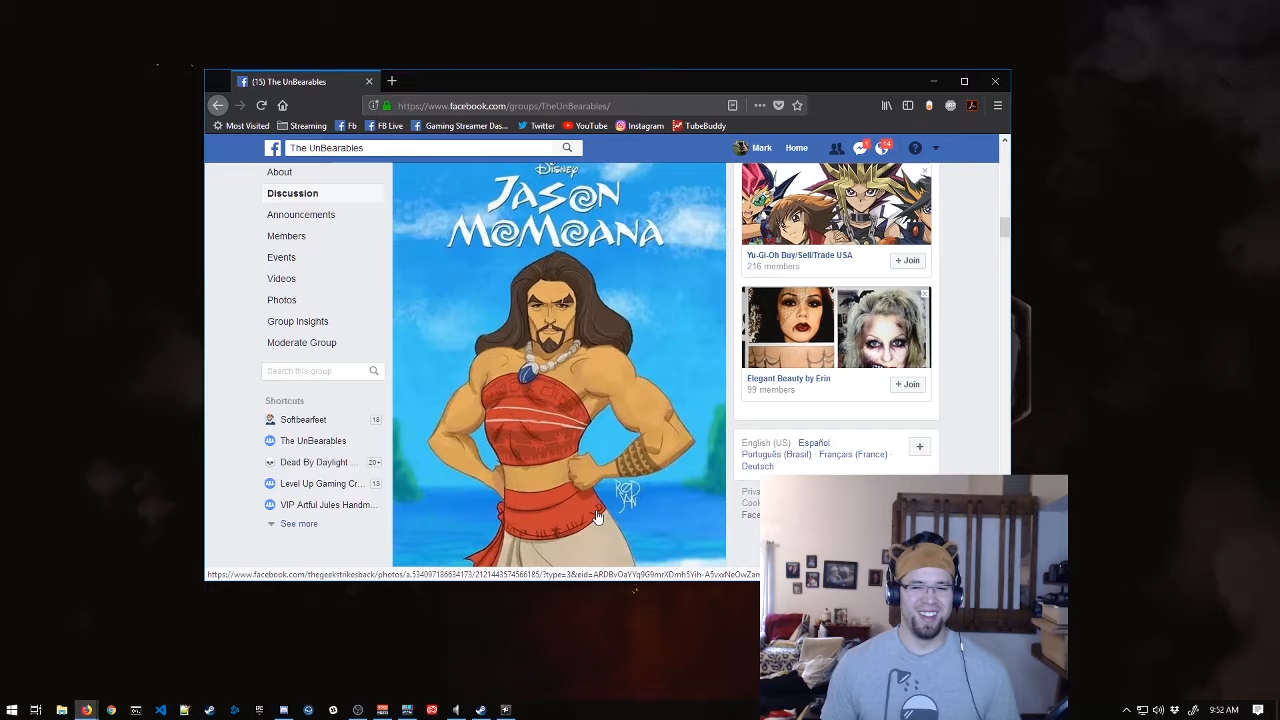 (15) The UnBearables
https://www.facebook.com/groups/TheUnBearables/
Most Visited
Streaming
Fb
FB Live
Gaming Streamer Das...
Twitter
YouTube
Instagram
TubeBuddy
The UnBearables
Mark
Home
1
14
About
Discussion
Announcements
Members
Events
Videos
Photos
Group Insights
Moderate Group
Search this group
Shortcuts
Softbearfeet
18
The UnBearables
Dead By Daylight ...
20+
Level Up Gaming Cr...
13
VIP Artful Jules Handm...
See more
Disney
JASON
MOMOANA
Yu-Gi-Oh Buy/Sell/Trade USA
216 members
+ Join
Elegant Beauty by Erin
99 members
+ Join
English (US) · Español ·
Português (Brasil) · Français (France) ·
Deutsch
9:52 AM